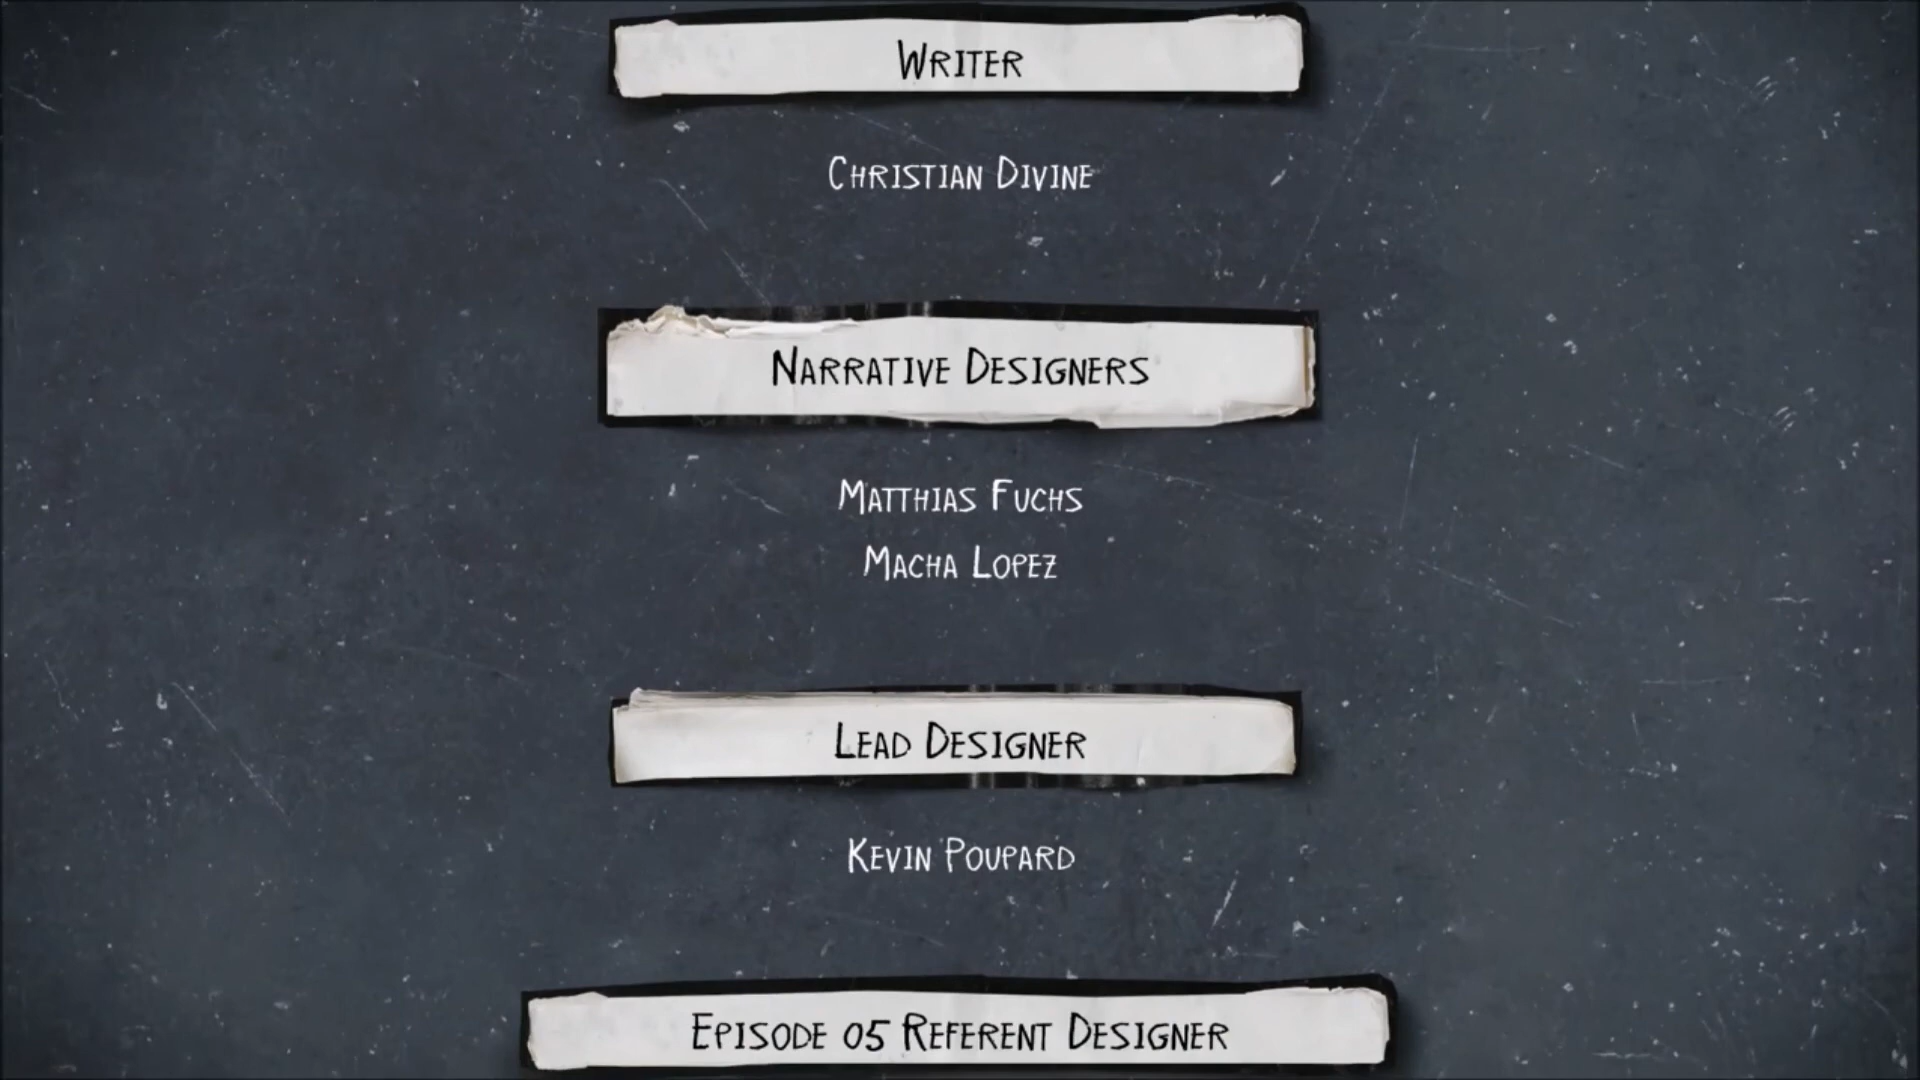 Writer
Christian Divine
Narrative Designers
Matthias Fuchs
Macha Lopez
Lead Designer
Kevin Poupard
Episode 05 Referent Designer